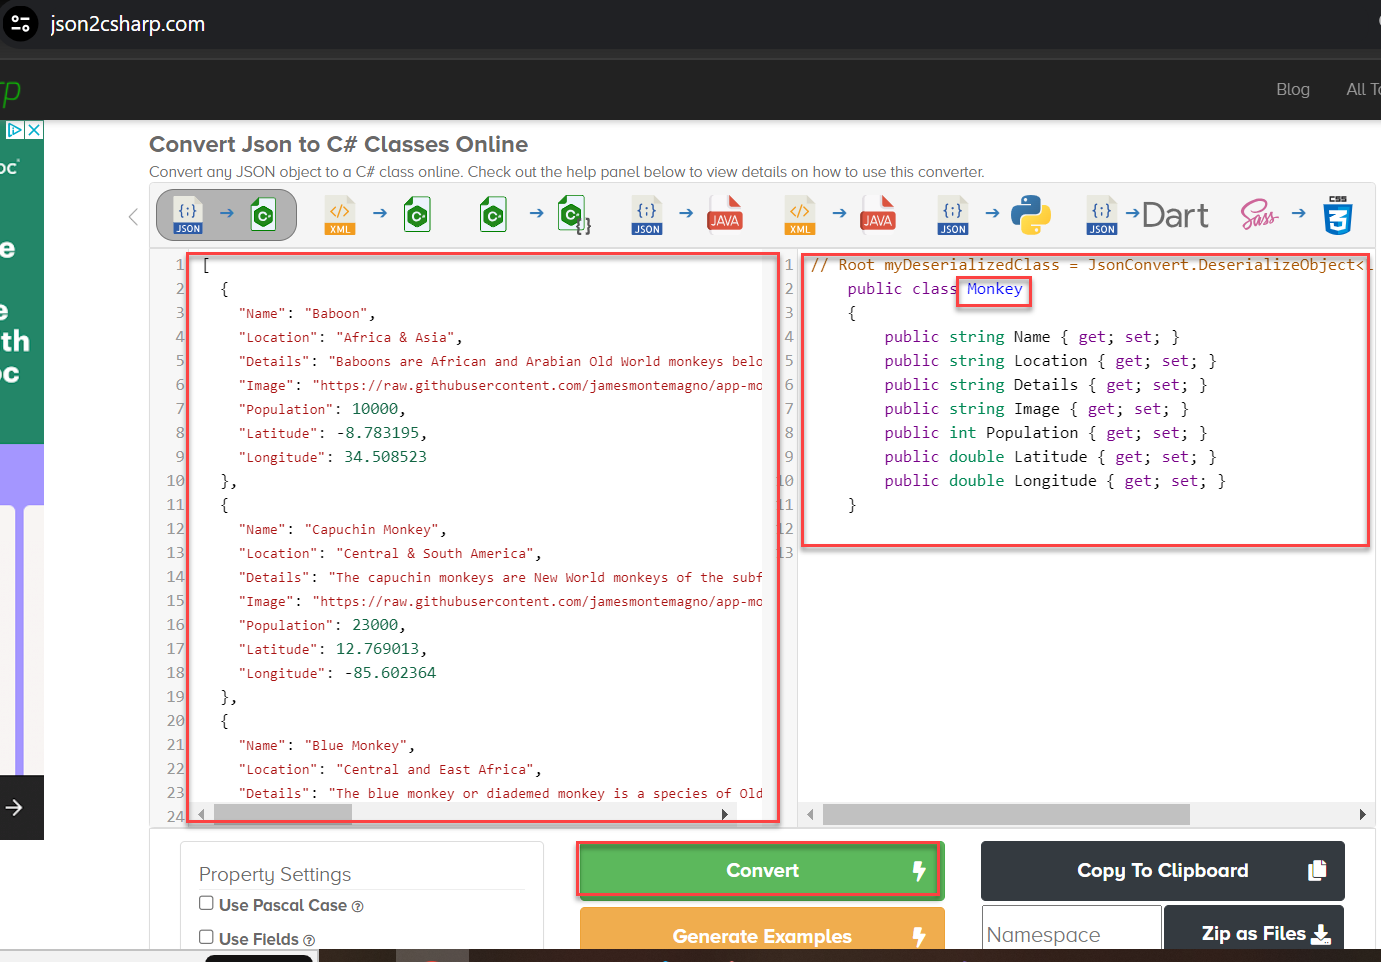 json2csharp.com
rp
Blog
All To
Convert Json to C# Classes Online
Convert any JSON object to a C# class online. Check out the help panel below to view details on how to use this converter.
{;} JSON → C
</> XML → C
C → C {}
{;} JSON → JAVA
</> XML → JAVA
{;} JSON →
{;} JSON → Dart
Sass → CSS 3
oc
e
e
th
oc
1 [
2 {
3 "Name": "Baboon",
4 "Location": "Africa & Asia",
5 "Details": "Baboons are African and Arabian Old World monkeys belo
6 "Image": "https://raw.githubusercontent.com/jamesmontemagno/app-mo
7 "Population": 10000,
8 "Latitude": -8.783195,
9 "Longitude": 34.508523
10 },
11 {
12 "Name": "Capuchin Monkey",
13 "Location": "Central & South America",
14 "Details": "The capuchin monkeys are New World monkeys of the subf
15 "Image": "https://raw.githubusercontent.com/jamesmontemagno/app-mo
16 "Population": 23000,
17 "Latitude": 12.769013,
18 "Longitude": -85.602364
19 },
20 {
21 "Name": "Blue Monkey",
22 "Location": "Central and East Africa",
23 "Details": "The blue monkey or diademed monkey is a species of Old
24
1 // Root myDeserializedClass = JsonConvert.DeserializeObject<
2 public class Monkey
3 {
4 public string Name { get; set; }
5 public string Location { get; set; }
6 public string Details { get; set; }
7 public string Image { get; set; }
8 public int Population { get; set; }
9 public double Latitude { get; set; }
10 public double Longitude { get; set; }
11 }
12
13
Property Settings
Use Pascal Case
Use Fields
Convert
Generate Examples
Copy To Clipboard
Namespace
Zip as Files